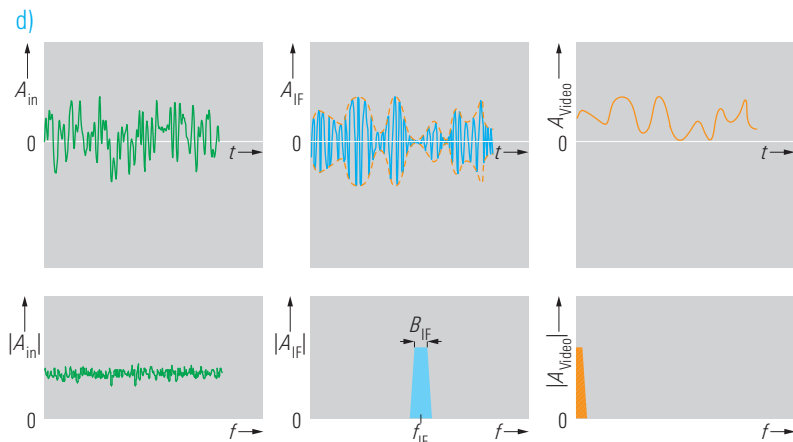 d)
A_in
0
t
A_IF
0
t
A_Video
0
t
|A_in|
0
f
|A_IF|
B_IF
0
f_IF
f
|A_Video|
0
f